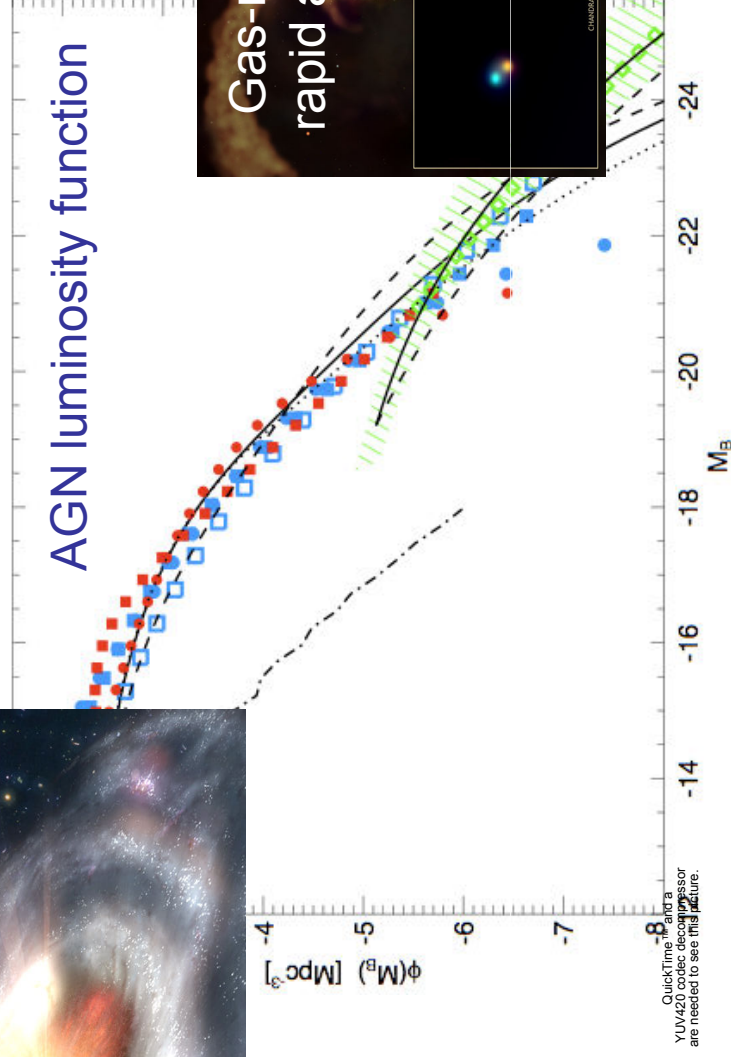 AGN luminosity function
Gas-
rapid a
CHANDRA
-4
-5
-6
-7
-8
φ(M_B) [Mpc^-3]
-14
-16
-18
-20
-22
-24
M_B
QuickTime™ and a
YUV420 codec decompressor
are needed to see this picture.